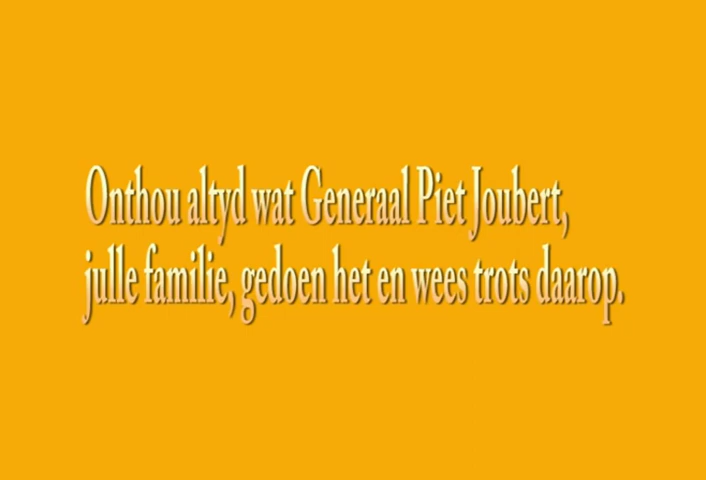 Onthou altyd wat Generaal Piet Joubert,
julle familie, gedoen het en wees trots daarop.